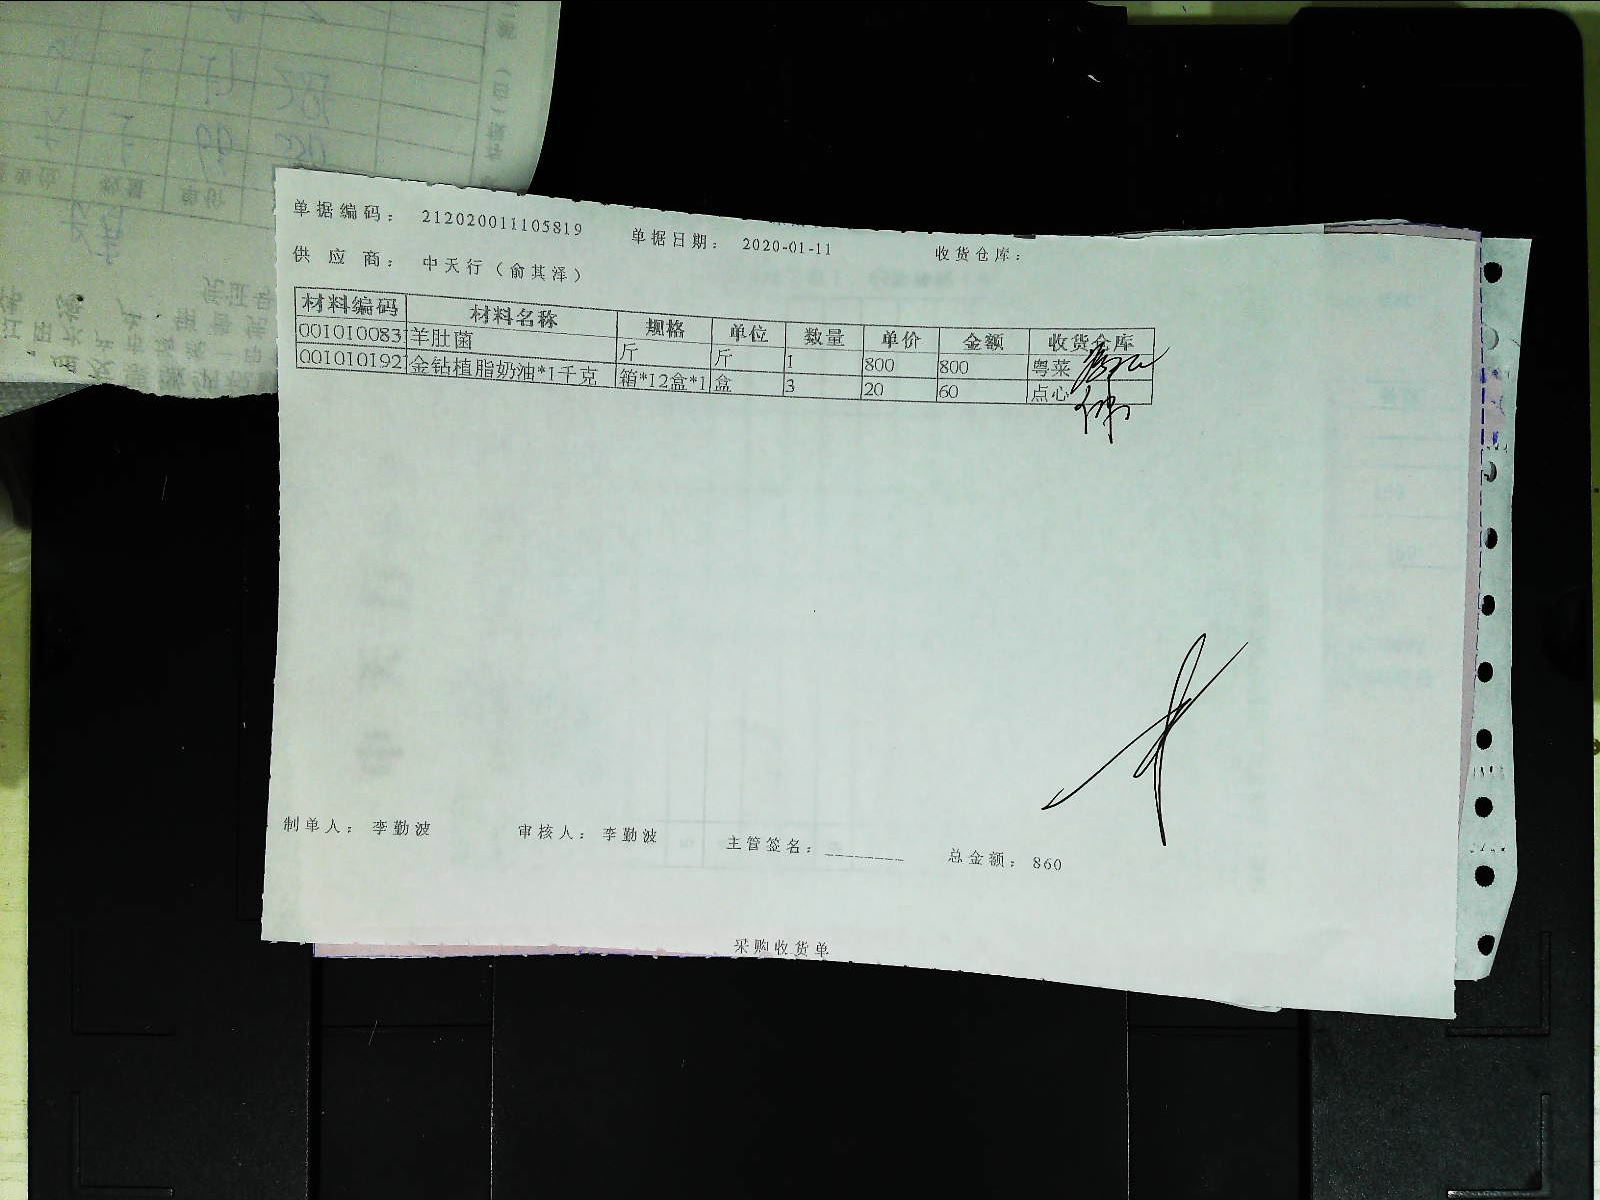 单据编码： 212020011105819 单据日期： 2020-01-11 收货仓库：
供应商： 中天行（俞其泽）
材料编码 材料名称 规格 单位 数量 单价 金额 收货仓库
001010083 羊肚菌 斤 斤 1 800 800 粤菜
001010192 金钻植脂奶油*1千克 箱*12盒*1 盒 3 20 60 点心
制单人： 李勤波 审核人： 李勤波 主管签名：________ 总金额： 860
采购收货单